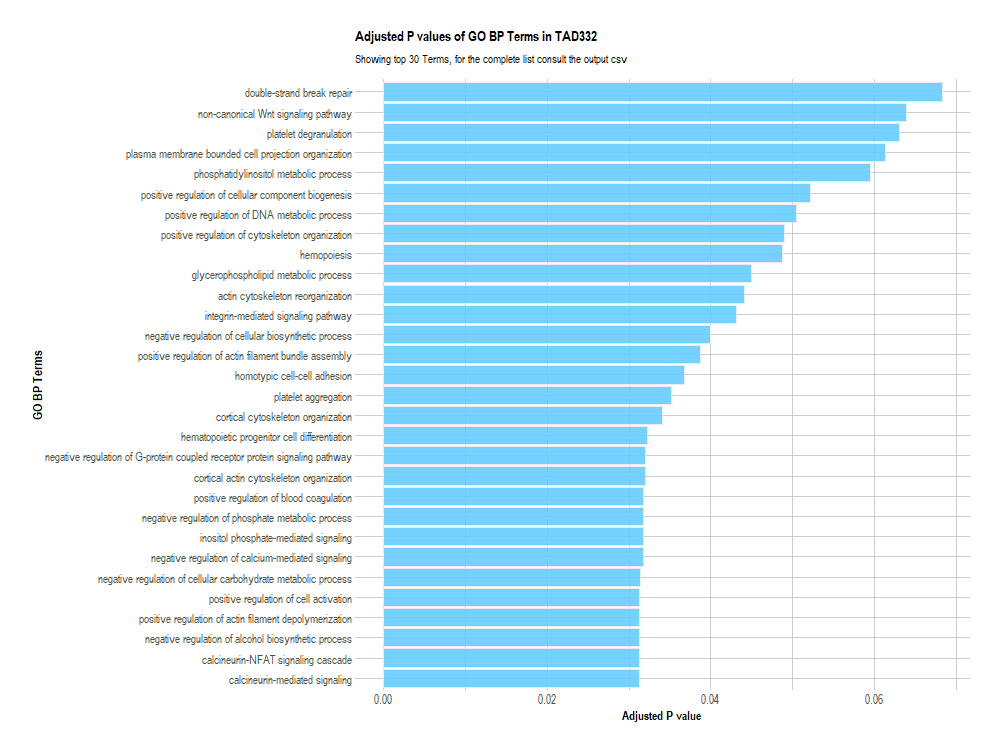 Adjusted P values of GO BP Terms in TAD332
Showing top 30 Terms, for the complete list consult the output csv
GO BP Terms
double-strand break repair
non-canonical Wnt signaling pathway
platelet degranulation
plasma membrane bounded cell projection organization
phosphatidylinositol metabolic process
positive regulation of cellular component biogenesis
positive regulation of DNA metabolic process
positive regulation of cytoskeleton organization
hemopoiesis
glycerophospholipid metabolic process
actin cytoskeleton reorganization
integrin-mediated signaling pathway
negative regulation of cellular biosynthetic process
positive regulation of actin filament bundle assembly
homotypic cell-cell adhesion
platelet aggregation
cortical cytoskeleton organization
hematopoietic progenitor cell differentiation
negative regulation of G-protein coupled receptor protein signaling pathway
cortical actin cytoskeleton organization
positive regulation of blood coagulation
negative regulation of phosphate metabolic process
inositol phosphate-mediated signaling
negative regulation of calcium-mediated signaling
negative regulation of cellular carbohydrate metabolic process
positive regulation of cell activation
positive regulation of actin filament depolymerization
negative regulation of alcohol biosynthetic process
calcineurin-NFAT signaling cascade
calcineurin-mediated signaling
0.00 0.02 0.04 0.06
Adjusted P value